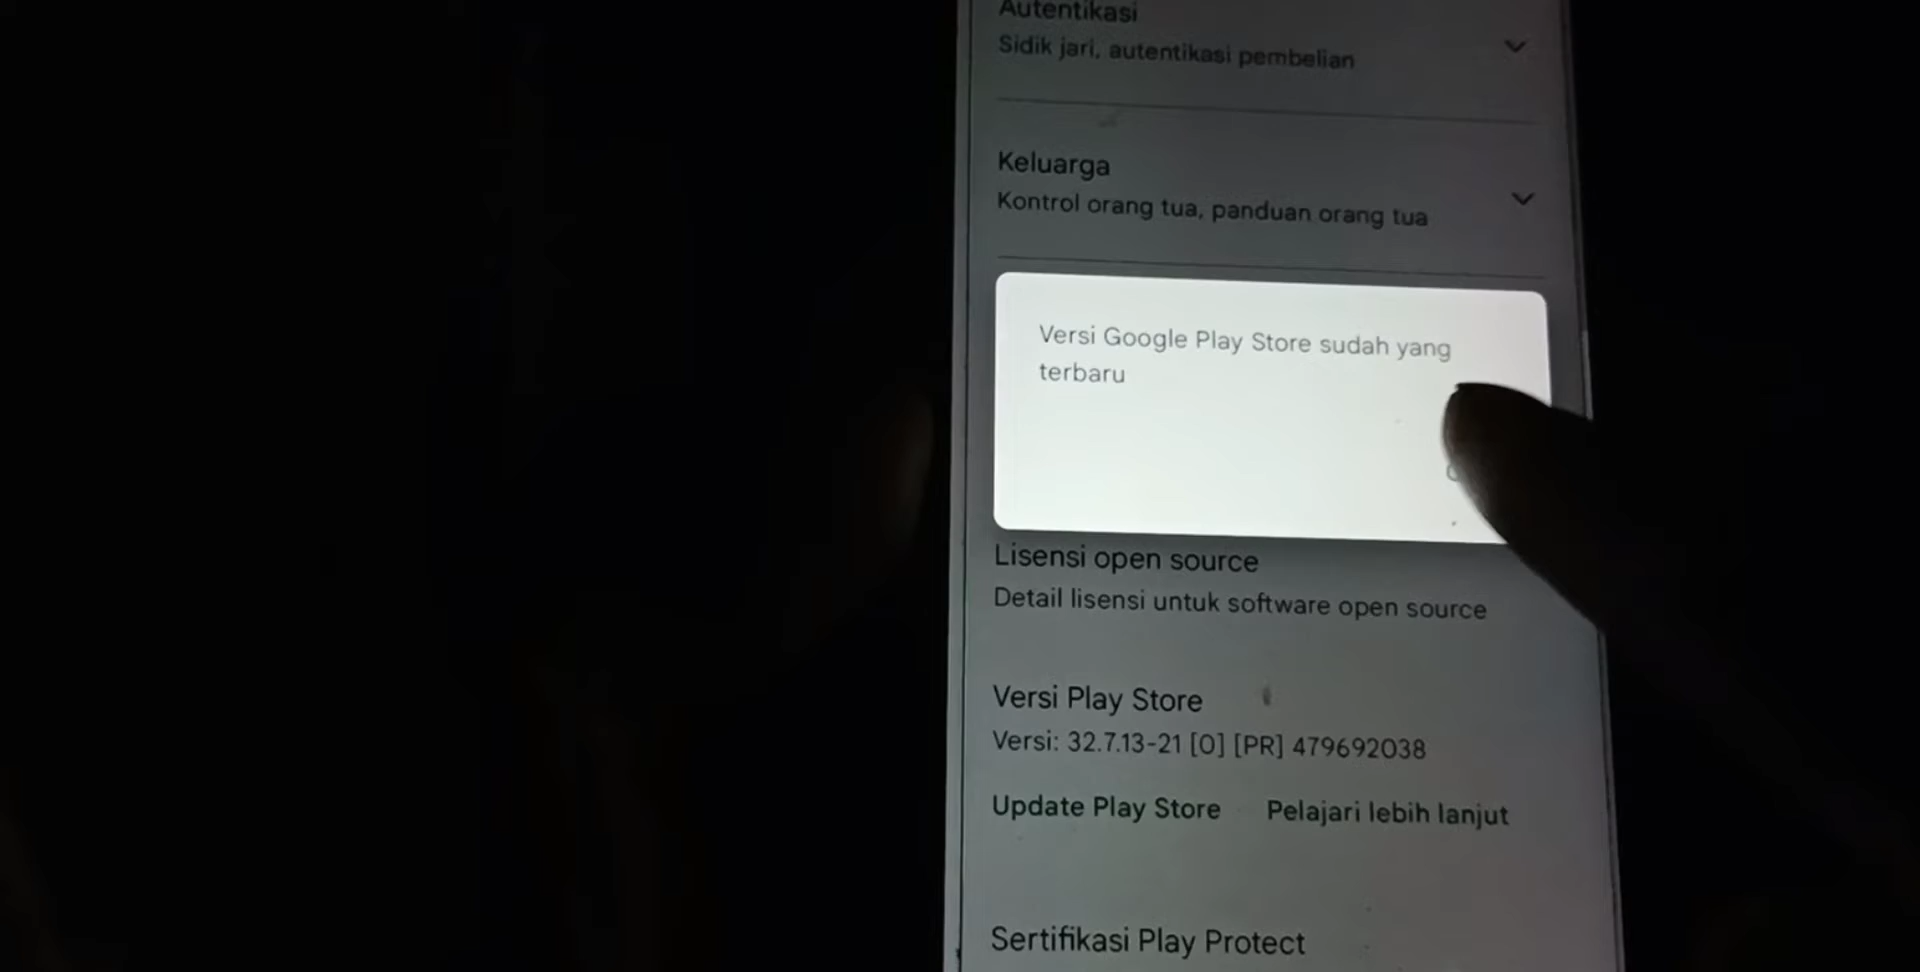 Autentikasi
Sidik jari, autentikasi pembelian
Keluarga
Kontrol orang tua, panduan orang tua
Versi Google Play Store sudah yang
terbaru
Lisensi open source
Detail lisensi untuk software open source
Versi Play Store
Versi: 32.7.13-21 [0] [PR] 479692038
Update Play Store Pelajari lebih lanjut
Sertifikasi Play Protect